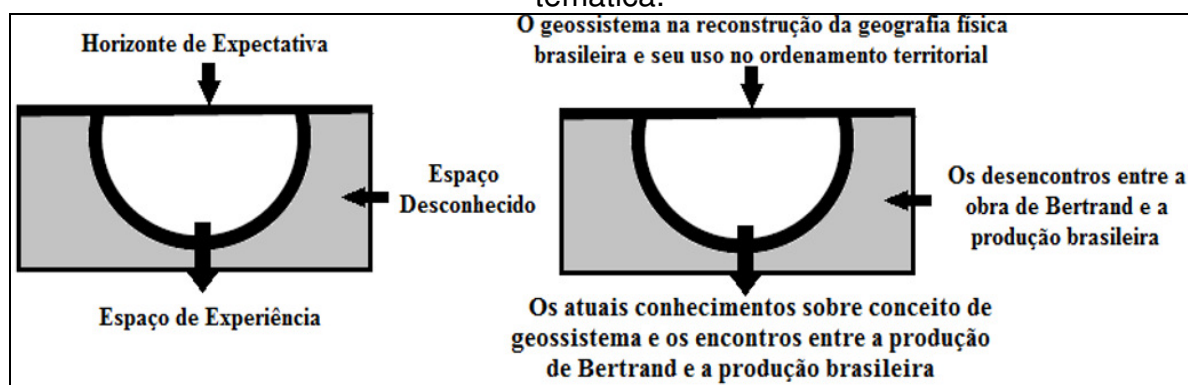 temática.
Horizonte de Expectativa
Espaço
Desconhecido
Espaço de Experiência
O geossistema na reconstrução da geografia física
brasileira e seu uso no ordenamento territorial
Os desencontros entre a
obra de Bertrand e a
produção brasileira
Os atuais conhecimentos sobre conceito de
geossistema e os encontros entre a produção
de Bertrand e a produção brasileira